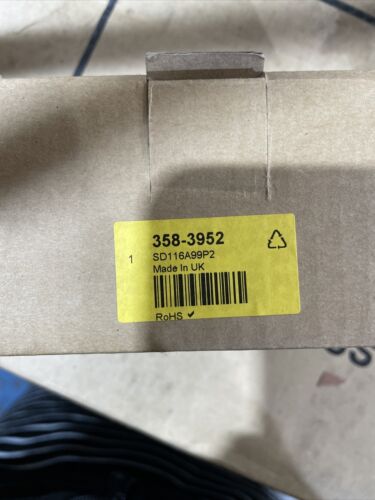 358-3952
1
SD116A99P2
Made In UK
RoHS ✔